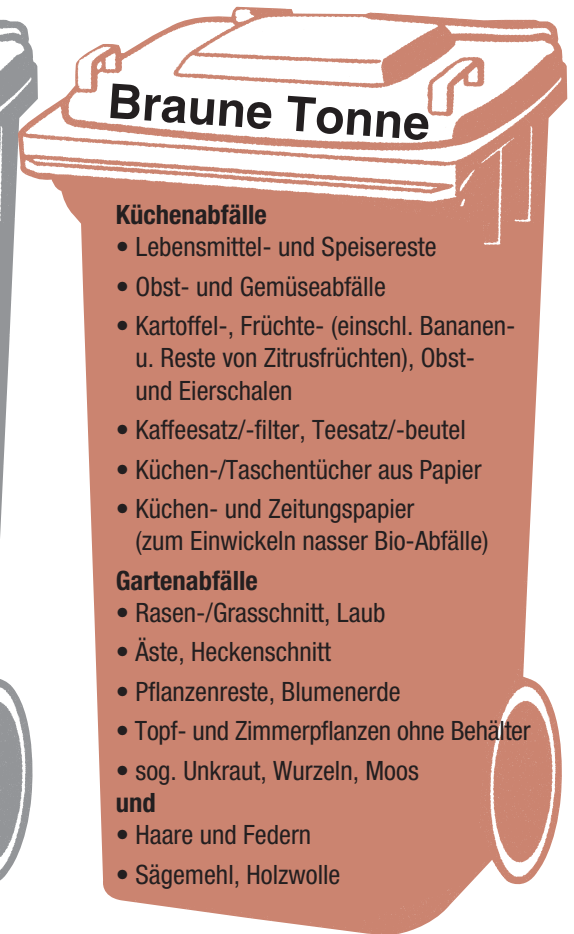 Braune Tonne
Küchenabfälle
• Lebensmittel- und Speisereste
• Obst- und Gemüseabfälle
• Kartoffel-, Früchte- (einschl. Bananen-
u. Reste von Zitrusfrüchten), Obst-
und Eierschalen
• Kaffeesatz/-filter, Teesatz/-beutel
• Küchen-/Taschentücher aus Papier
• Küchen- und Zeitungspapier
(zum Einwickeln nasser Bio-Abfälle)
Gartenabfälle
• Rasen-/Grasschnitt, Laub
• Äste, Heckenschnitt
• Pflanzenreste, Blumenerde
• Topf- und Zimmerpflanzen ohne Behälter
• sog. Unkraut, Wurzeln, Moos
und
• Haare und Federn
• Sägemehl, Holzwolle